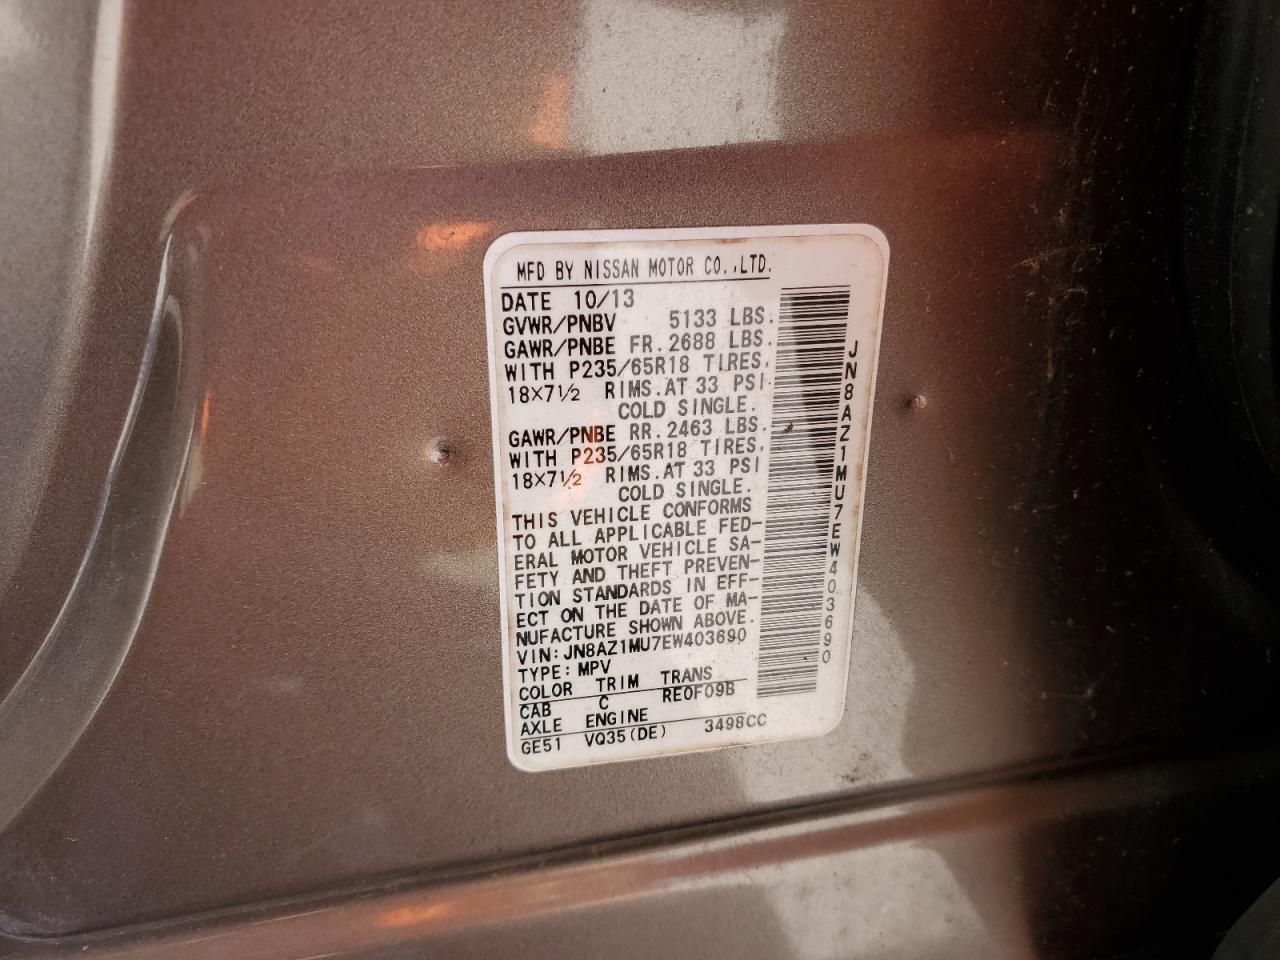 MFD BY NISSAN MOTOR CO.,LTD.
DATE 10/13
GVWR/PNBV 5133 LBS.
GAWR/PNBE FR. 2688 LBS.
WITH P235/65R18 TIRES,
18X7½ RIMS. AT 33 PSI.
COLD SINGLE.
GAWR/PNBE RR. 2463 LBS.
WITH P235/65R18 TIRES,
18X7½ RIMS. AT 33 PSI
COLD SINGLE.
THIS VEHICLE CONFORMS
TO ALL APPLICABLE FED-
ERAL MOTOR VEHICLE SA-
FETY AND THEFT PREVEN-
TION STANDARDS IN EFF-
ECT ON THE DATE OF MA-
NUFACTURE SHOWN ABOVE.
VIN: JN8AZ1MU7EW403690
TYPE: MPV
COLOR TRIM TRANS
CAB C RE0F09B
AXLE ENGINE
GE51 VQ35(DE) 3498CC
JN8AZ1MU7EW403690